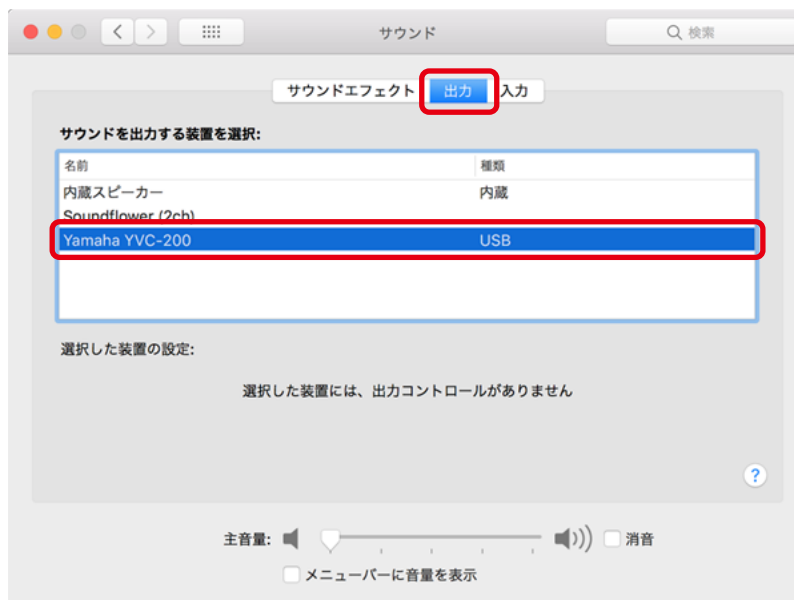 サウンド
検索
サウンドエフェクト 出力 入力
サウンドを出力する装置を選択:
名前 種類
内蔵スピーカー 内蔵
Soundflower (2ch)
Yamaha YVC-200 USB
選択した装置の設定:
選択した装置には、出力コントロールがありません
?
主音量: 消音
メニューバーに音量を表示